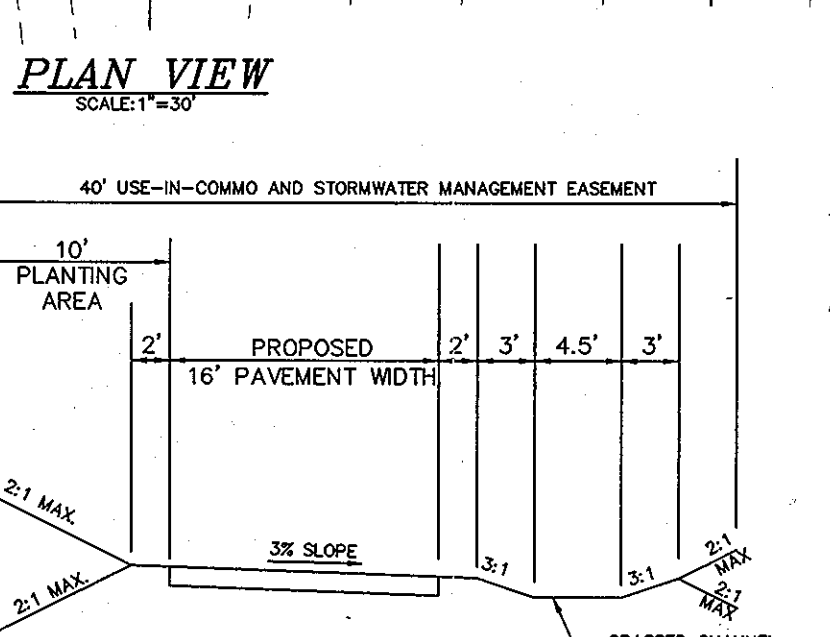 PLAN VIEW
SCALE:1"=30'
40' USE-IN-COMMO AND STORMWATER MANAGEMENT EASEMENT
10'
PLANTING
AREA
2'
PROPOSED
16' PAVEMENT WIDTH
2'
3'
4.5'
3'
2:1 MAX.
2:1 MAX.
3% SLOPE
3:1
3:1
2:1
MAX
2:1
MAX